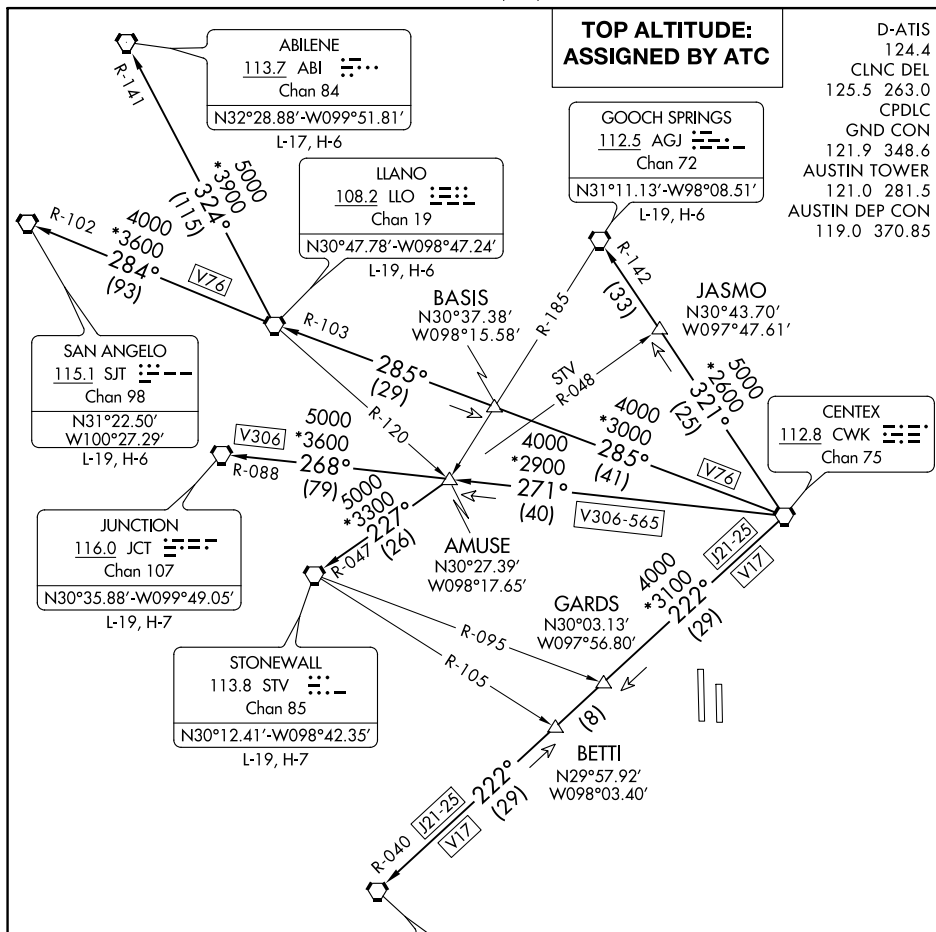 TOP ALTITUDE:
ASSIGNED BY ATC
D-ATIS
124.4
CLNC DEL
125.5 263.0
CPDLC
GND CON
121.9 348.6
AUSTIN TOWER
121.0 281.5
AUSTIN DEP CON
119.0 370.85
ABILENE
113.7 ABI
Chan 84
N32°28.88'-W099°51.81'
L-17, H-6
GOOCH SPRINGS
112.5 AGJ
Chan 72
N31°11.13'-W98°08.51'
L-19, H-6
LLANO
108.2 LLO
Chan 19
N30°47.78'-W098°47.24'
L-19, H-6
R-141
5000
*3900
324°
(115)
R-102
4000
*3600
284°
(93)
V76
R-103
BASIS
N30°37.38'
W098°15.58'
R-185
R-142
(33)
JASMO
N30°43.70'
W097°47.61'
SAN ANGELO
115.1 SJT
Chan 98
N31°22.50'
W100°27.29'
L-19, H-6
285°
(29)
R-120
STV
R-048
5000
*2600
321°
(25)
4000
*3000
285°
(41)
V76
CENTEX
112.8 CWK
Chan 75
V306
R-088
5000
*3600
268°
(79)
4000
*2900
271°
(40)
V306-565
JUNCTION
116.0 JCT
Chan 107
N30°35.88'-W099°49.05'
L-19, H-7
5000
*3300
227°
(26)
R-047
AMUSE
N30°27.39'
W098°17.65'
J21-25
V17
4000
*3100
222°
(29)
GARDS
N30°03.13'
W097°56.80'
R-095
R-105
STONEWALL
113.8 STV
Chan 85
N30°12.41'-W098°42.35'
L-19, H-7
(8)
BETTI
N29°57.92'
W098°03.40'
222°
(29)
J21-25
V17
R-040